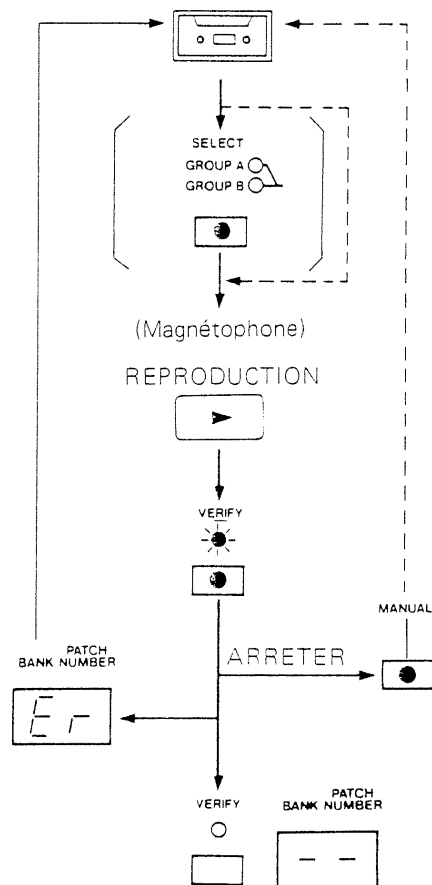 SELECT
GROUP A
GROUP B
(Magnétophone)
REPRODUCTION
VERIFY
MANUAL
PATCH
BANK NUMBER
ARRETER
Er
VERIFY
PATCH
BANK NUMBER
- -